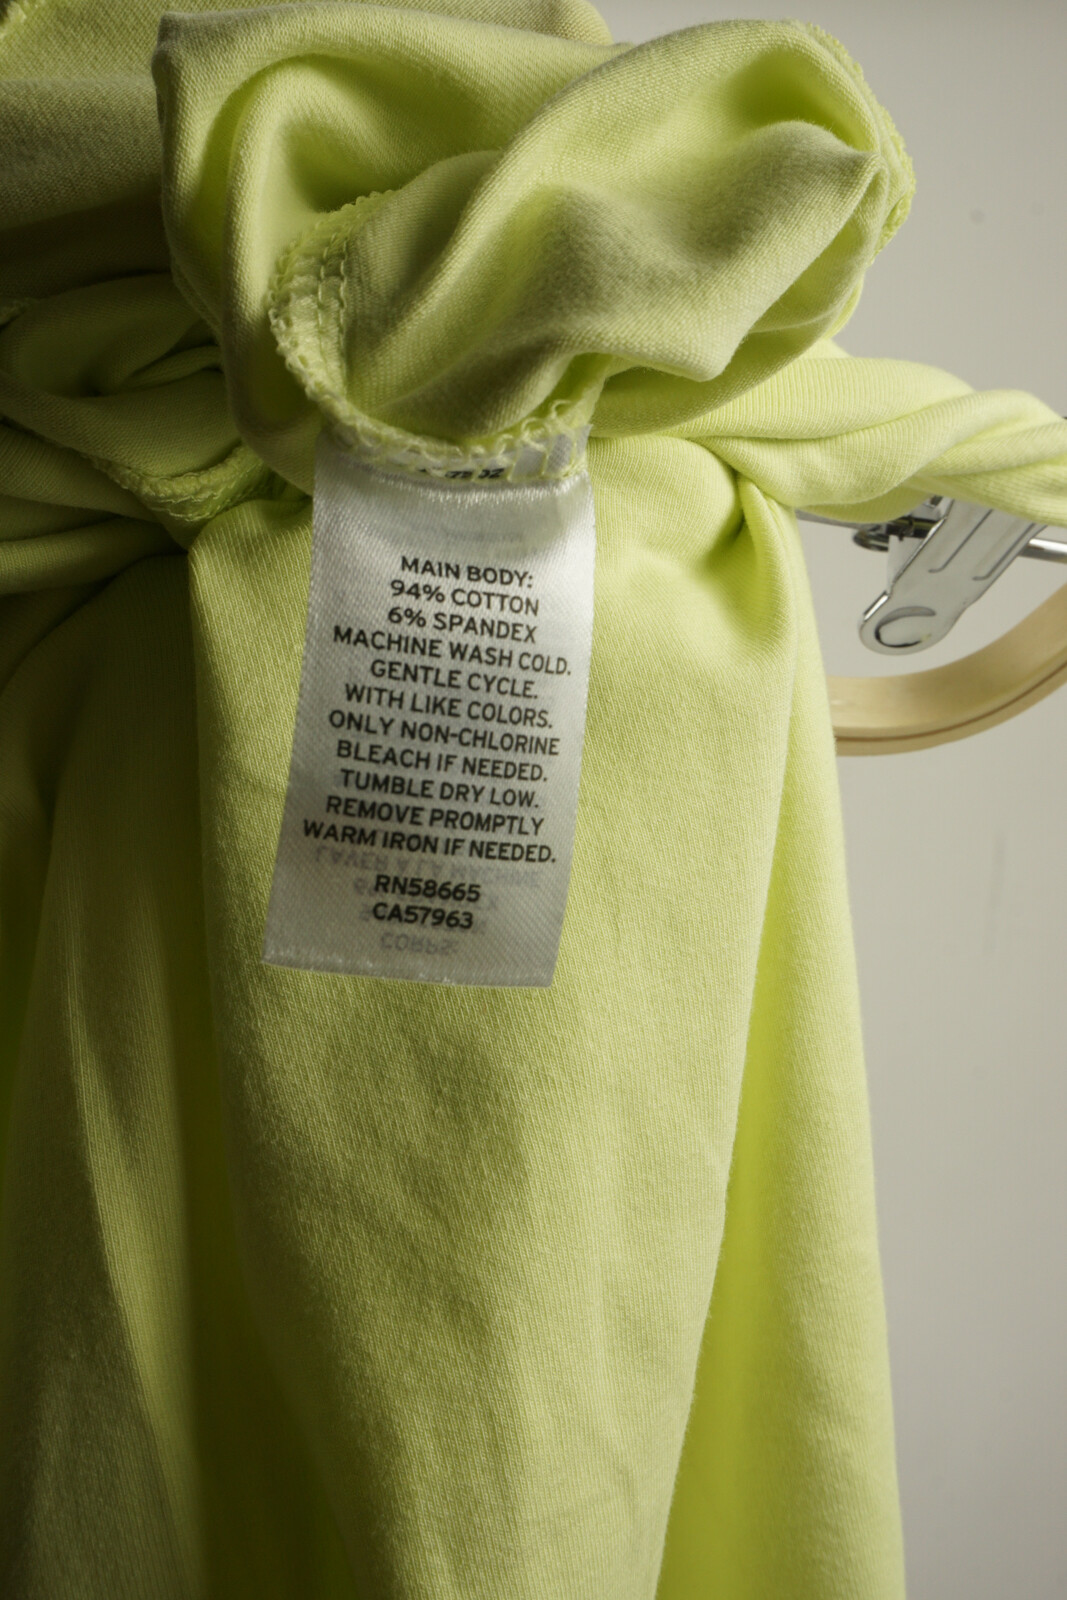 MAIN BODY:
94% COTTON
6% SPANDEX
MACHINE WASH COLD.
GENTLE CYCLE.
WITH LIKE COLORS.
ONLY NON-CHLORINE
BLEACH IF NEEDED.
TUMBLE DRY LOW.
REMOVE PROMPTLY
WARM IRON IF NEEDED.
RN58665
CA57963